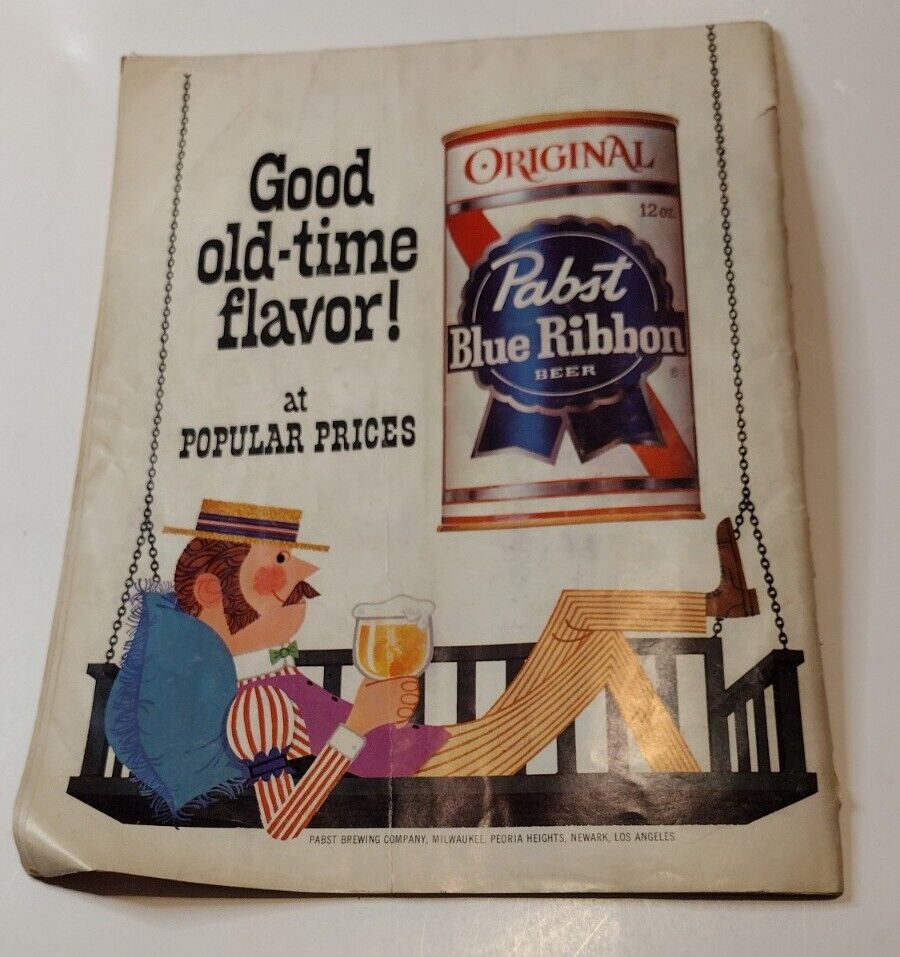 Good
old-time
flavor!
at
POPULAR PRICES
ORIGINAL
12 oz.
Pabst
Blue Ribbon
BEER
®
PABST BREWING COMPANY, MILWAUKEE, PEORIA HEIGHTS, NEWARK, LOS ANGELES